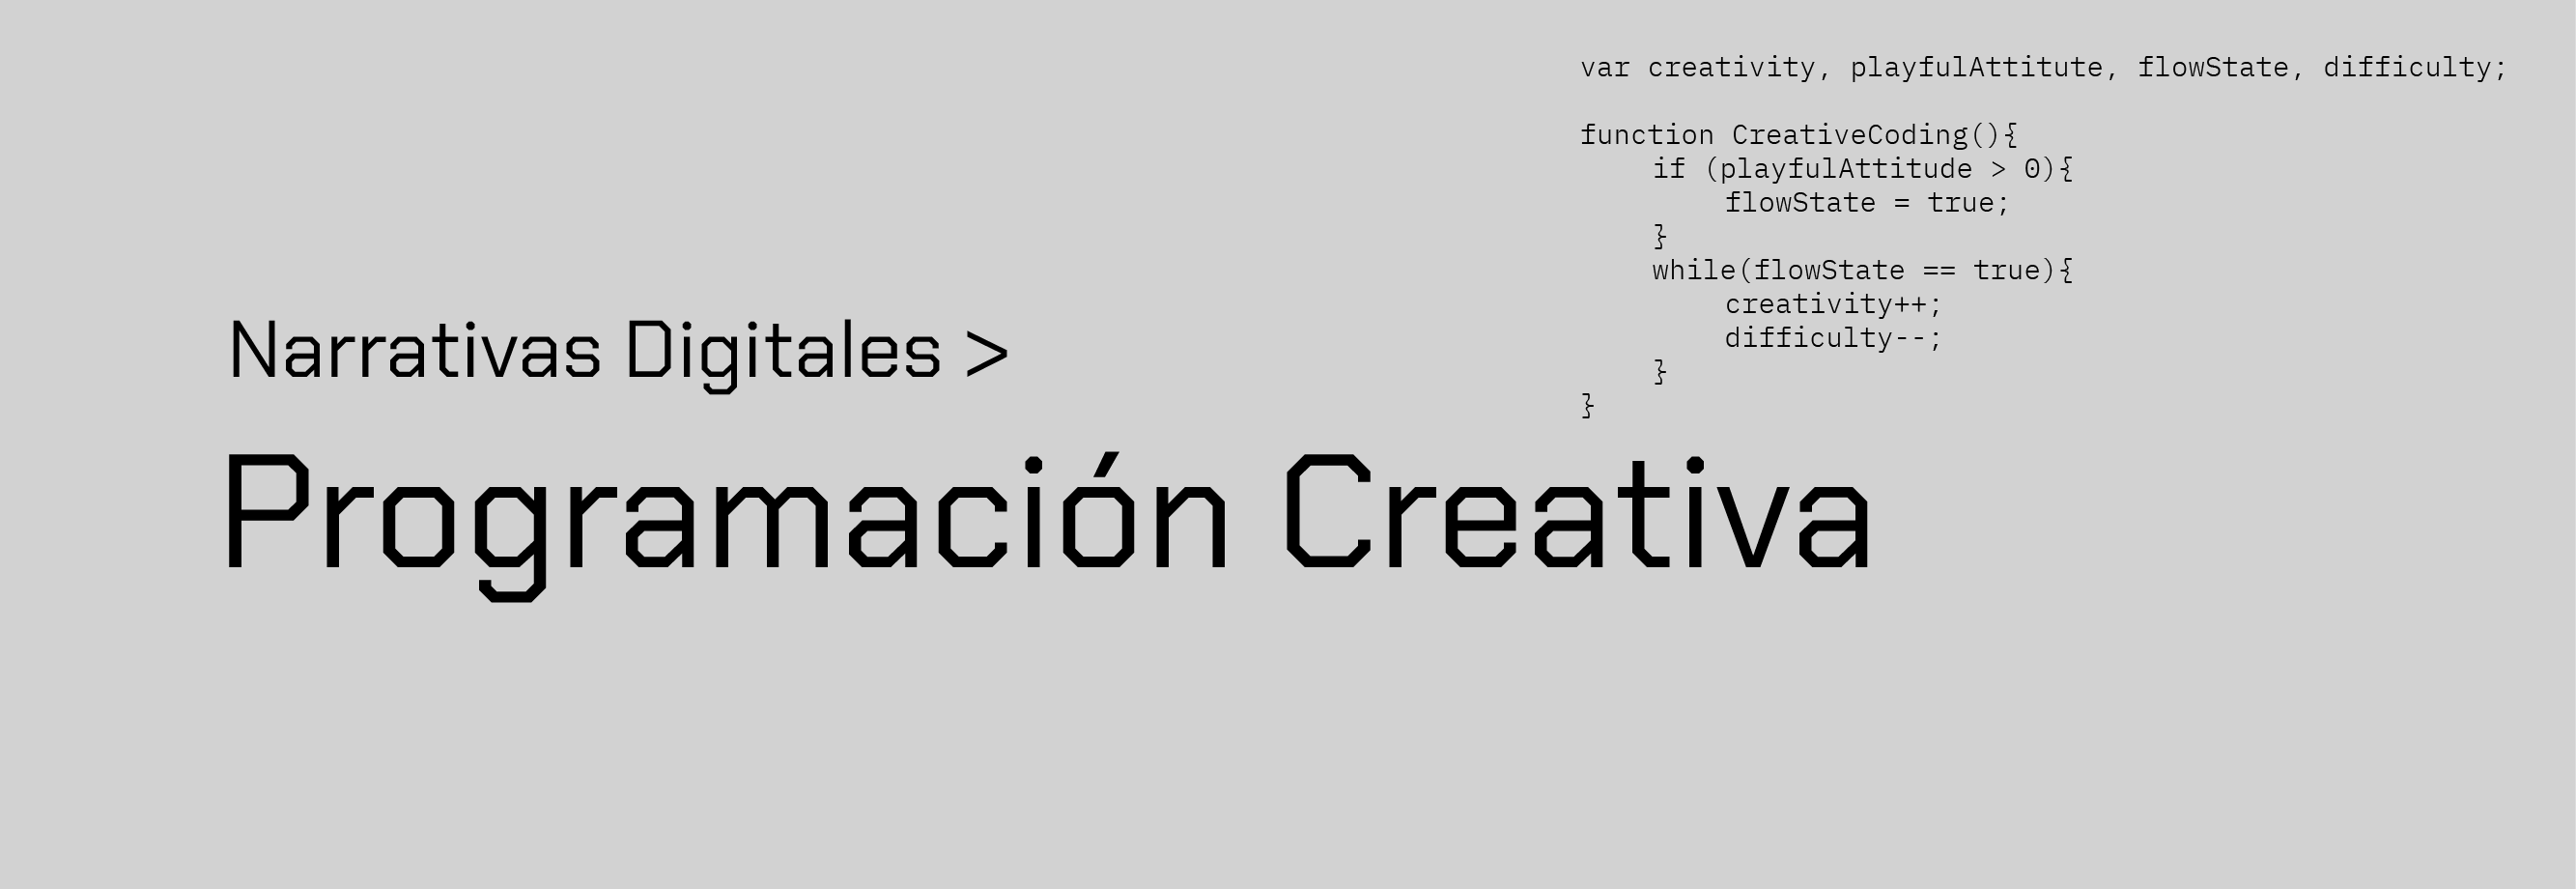 var creativity, playfulAttitute, flowState, difficulty;
function CreativeCoding(){
if (playfulAttitude > 0){
flowState = true;
}
while(flowState == true){
creativity++;
difficulty--;
}
}
Narrativas Digitales >
Programación Creativa